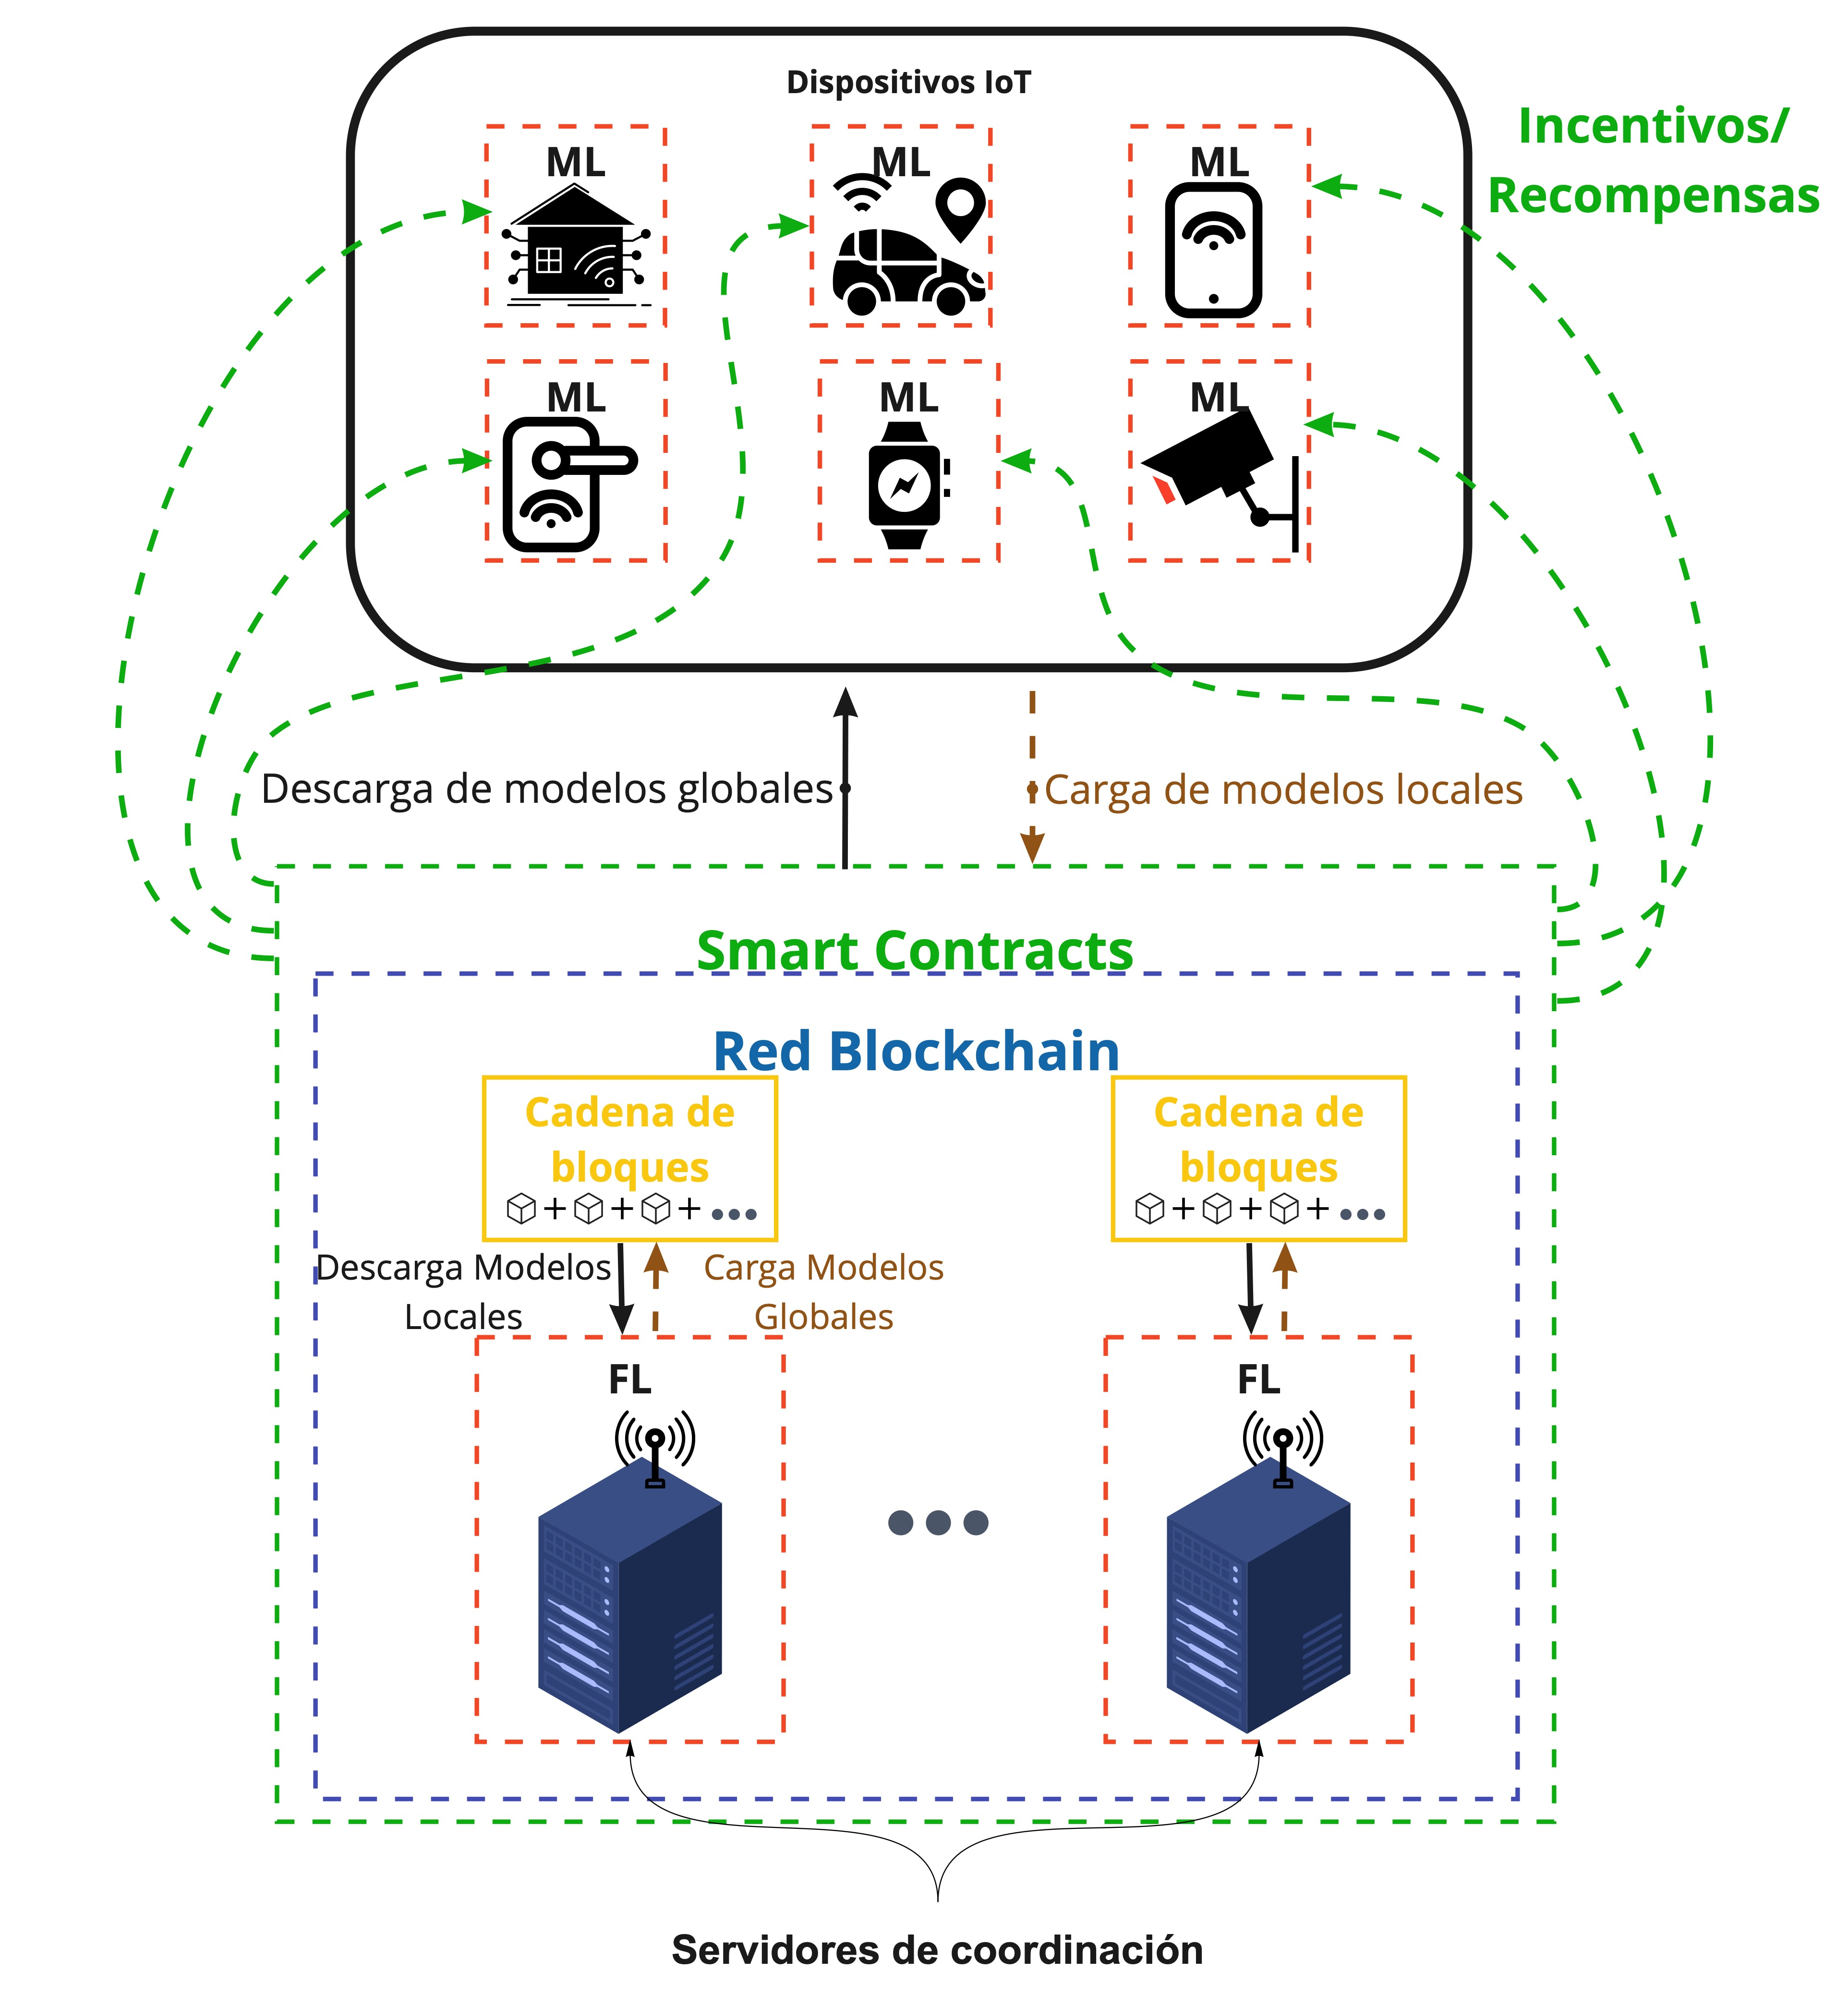 Dispositivos IoT
Incentivos/
Recompensas
ML
ML
ML
ML
ML
ML
Descarga de modelos globales
Carga de modelos locales
Smart Contracts
Red Blockchain
Cadena de
bloques
Cadena de
bloques
Descarga Modelos
Locales
Carga Modelos
Globales
FL
FL
Servidores de coordinación